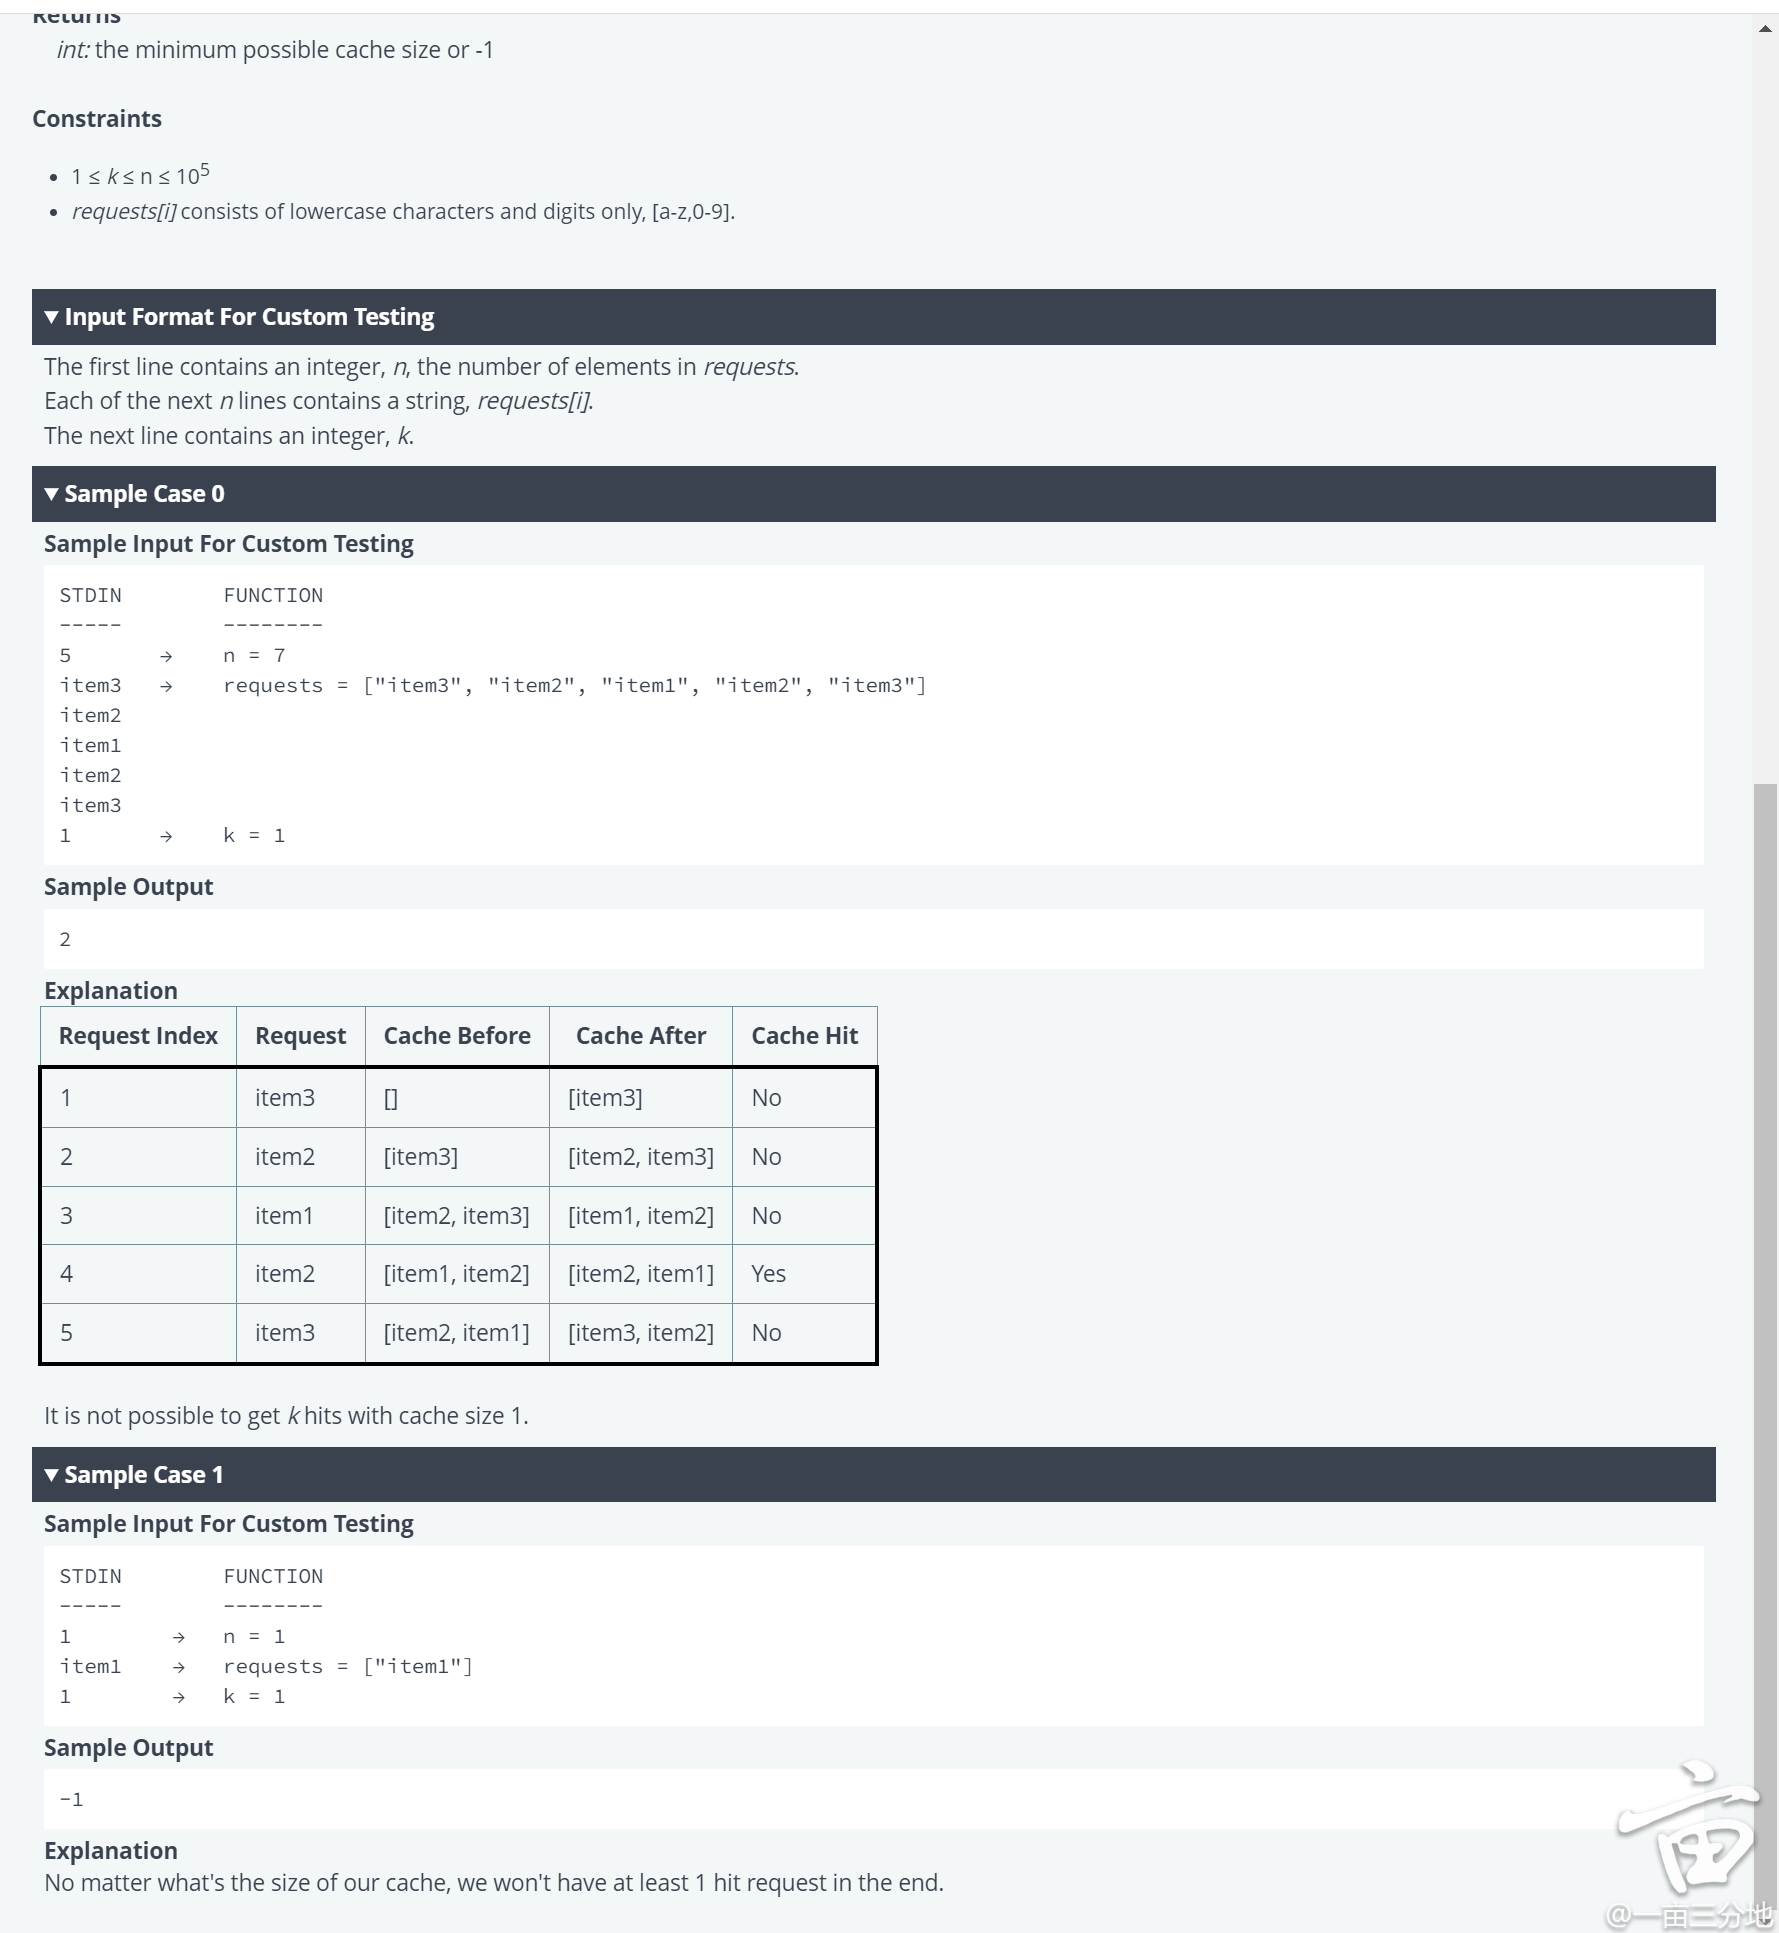 Returns
int: the minimum possible cache size or -1
Constraints
• 1 ≤ k ≤ n ≤ 10^5
• requests[i] consists of lowercase characters and digits only, [a-z,0-9].
▼ Input Format For Custom Testing
The first line contains an integer, n, the number of elements in requests.
Each of the next n lines contains a string, requests[i].
The next line contains an integer, k.
▼ Sample Case 0
Sample Input For Custom Testing
STDIN FUNCTION
----- --------
5 → n = 7
item3 → requests = ["item3", "item2", "item1", "item2", "item3"]
item2
item1
item2
item3
1 → k = 1
Sample Output
2
Explanation
Request Index Request Cache Before Cache After Cache Hit
1 item3 [] [item3] No
2 item2 [item3] [item2, item3] No
3 item1 [item2, item3] [item1, item2] No
4 item2 [item1, item2] [item2, item1] Yes
5 item3 [item2, item1] [item3, item2] No
It is not possible to get k hits with cache size 1.
▼ Sample Case 1
Sample Input For Custom Testing
STDIN FUNCTION
----- --------
1 → n = 1
item1 → requests = ["item1"]
1 → k = 1
Sample Output
-1
Explanation
No matter what's the size of our cache, we won't have at least 1 hit request in the end.
亩
@一亩三分地